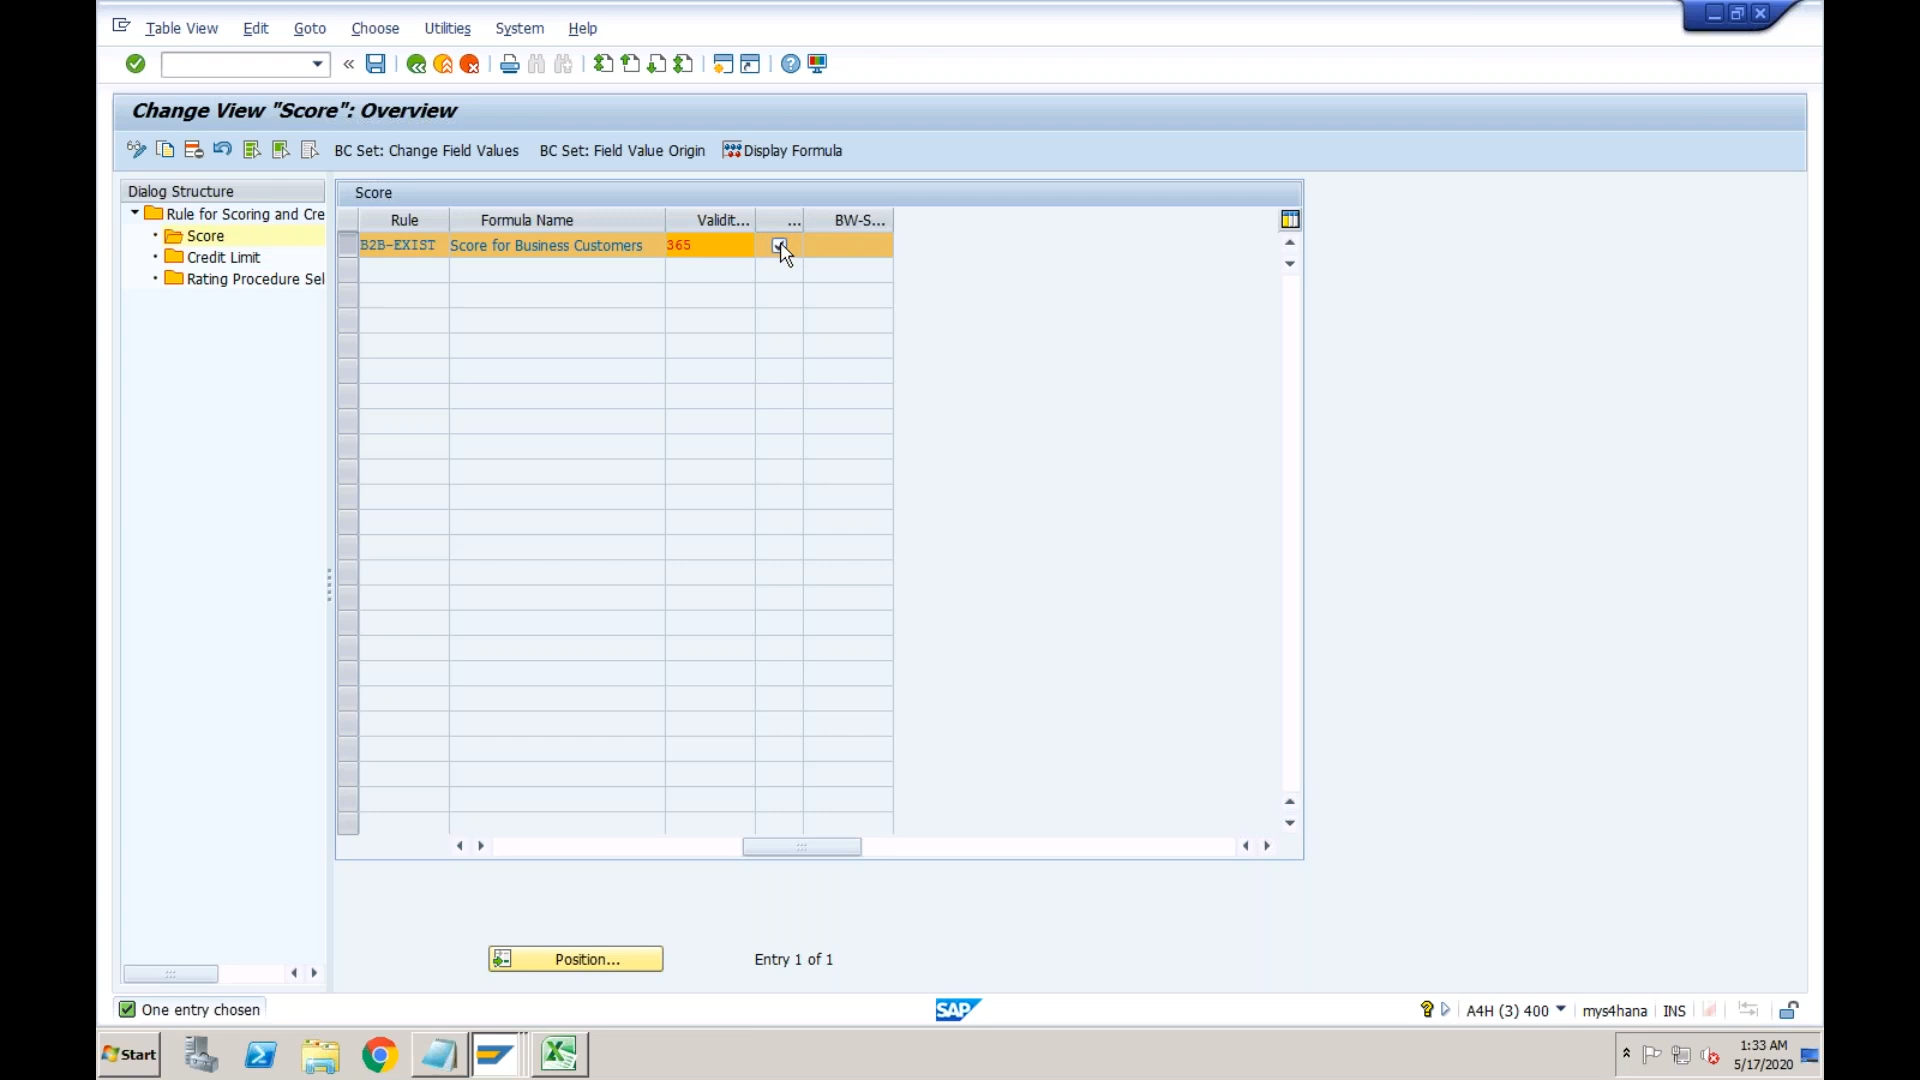 Table View Edit Goto Choose Utilities System Help
Change View "Score": Overview
BC Set: Change Field Values BC Set: Field Value Origin Display Formula
Dialog Structure
Rule for Scoring and Cre
Score
Credit Limit
Rating Procedure Sel
Score
Rule Formula Name Validit... ... BW-S...
B2B-EXIST Score for Business Customers 365
Position... Entry 1 of 1
One entry chosen
SAP
A4H (3) 400 mys4hana INS
Start
1:33 AM
5/17/2020